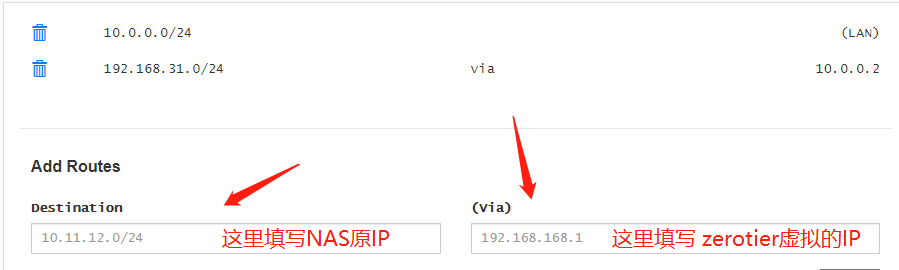 10.0.0.0/24 (LAN)
192.168.31.0/24 via 10.0.0.2
Add Routes
Destination (Via)
10.11.12.0/24 这里填写NAS原IP 192.168.168.1 这里填写 zerotier虚拟的IP